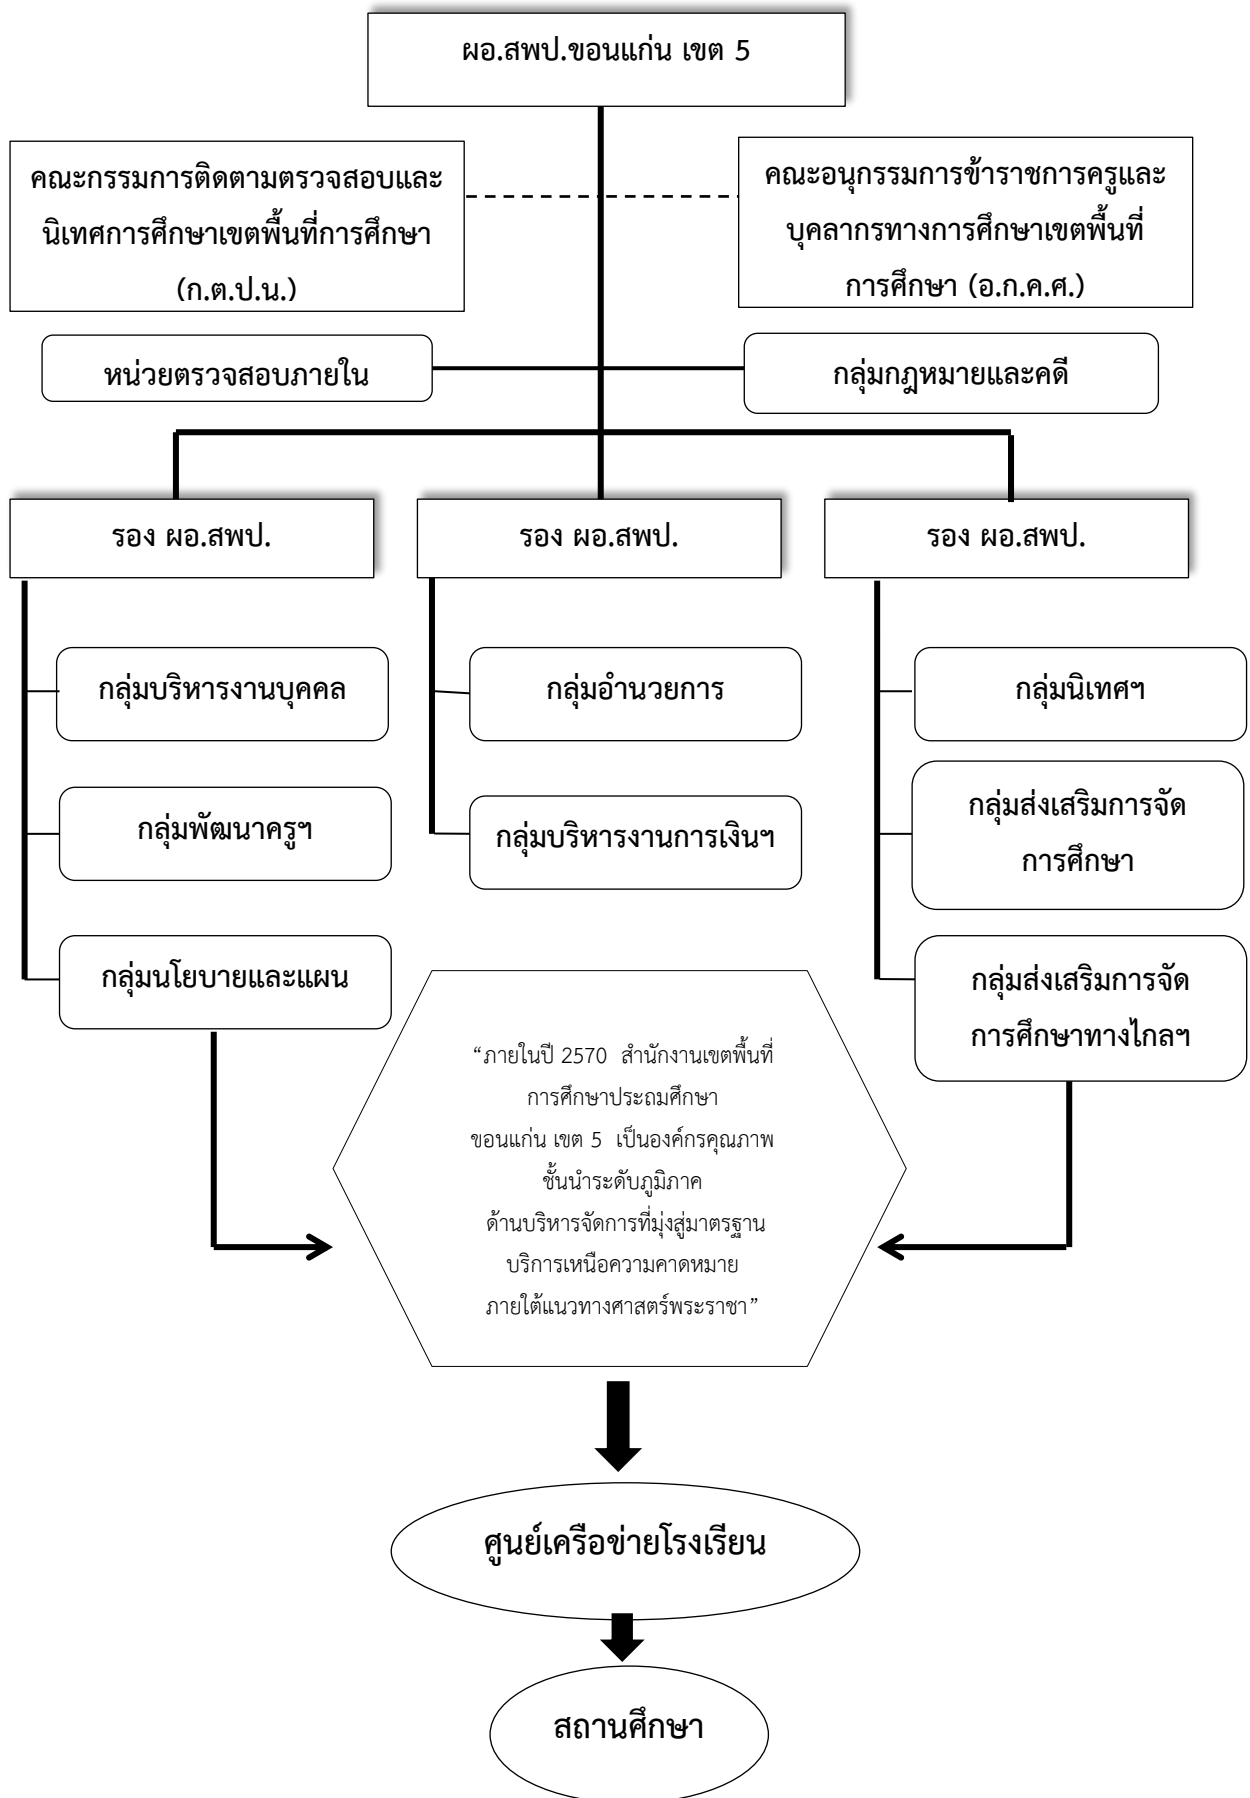 ผอ.สพป.ขอนแก่น เขต 5
คณะกรรมการติดตามตรวจสอบและ
นิเทศการศึกษาเขตพื้นที่การศึกษา
(ก.ต.ป.น.)
คณะอนุกรรมการข้าราชการครูและ
บุคลากรทางการศึกษาเขตพื้นที่
การศึกษา (อ.ก.ค.ศ.)
หน่วยตรวจสอบภายใน
กลุ่มกฎหมายและคดี
รอง ผอ.สพป.
รอง ผอ.สพป.
รอง ผอ.สพป.
กลุ่มบริหารงานบุคคล
กลุ่มพัฒนาครูฯ
กลุ่มนโยบายและแผน
กลุ่มอำนวยการ
กลุ่มบริหารงานการเงินฯ
กลุ่มนิเทศฯ
กลุ่มส่งเสริมการจัด
การศึกษา
กลุ่มส่งเสริมการจัด
การศึกษาทางไกลฯ
“ภายในปี 2570 สำนักงานเขตพื้นที่
การศึกษาประถมศึกษา
ขอนแก่น เขต 5 เป็นองค์กรคุณภาพ
ชั้นนำระดับภูมิภาค
ด้านบริหารจัดการที่มุ่งสู่มาตรฐาน
บริการเหนือความคาดหมาย
ภายใต้แนวทางศาสตร์พระราชา”
ศูนย์เครือข่ายโรงเรียน
สถานศึกษา